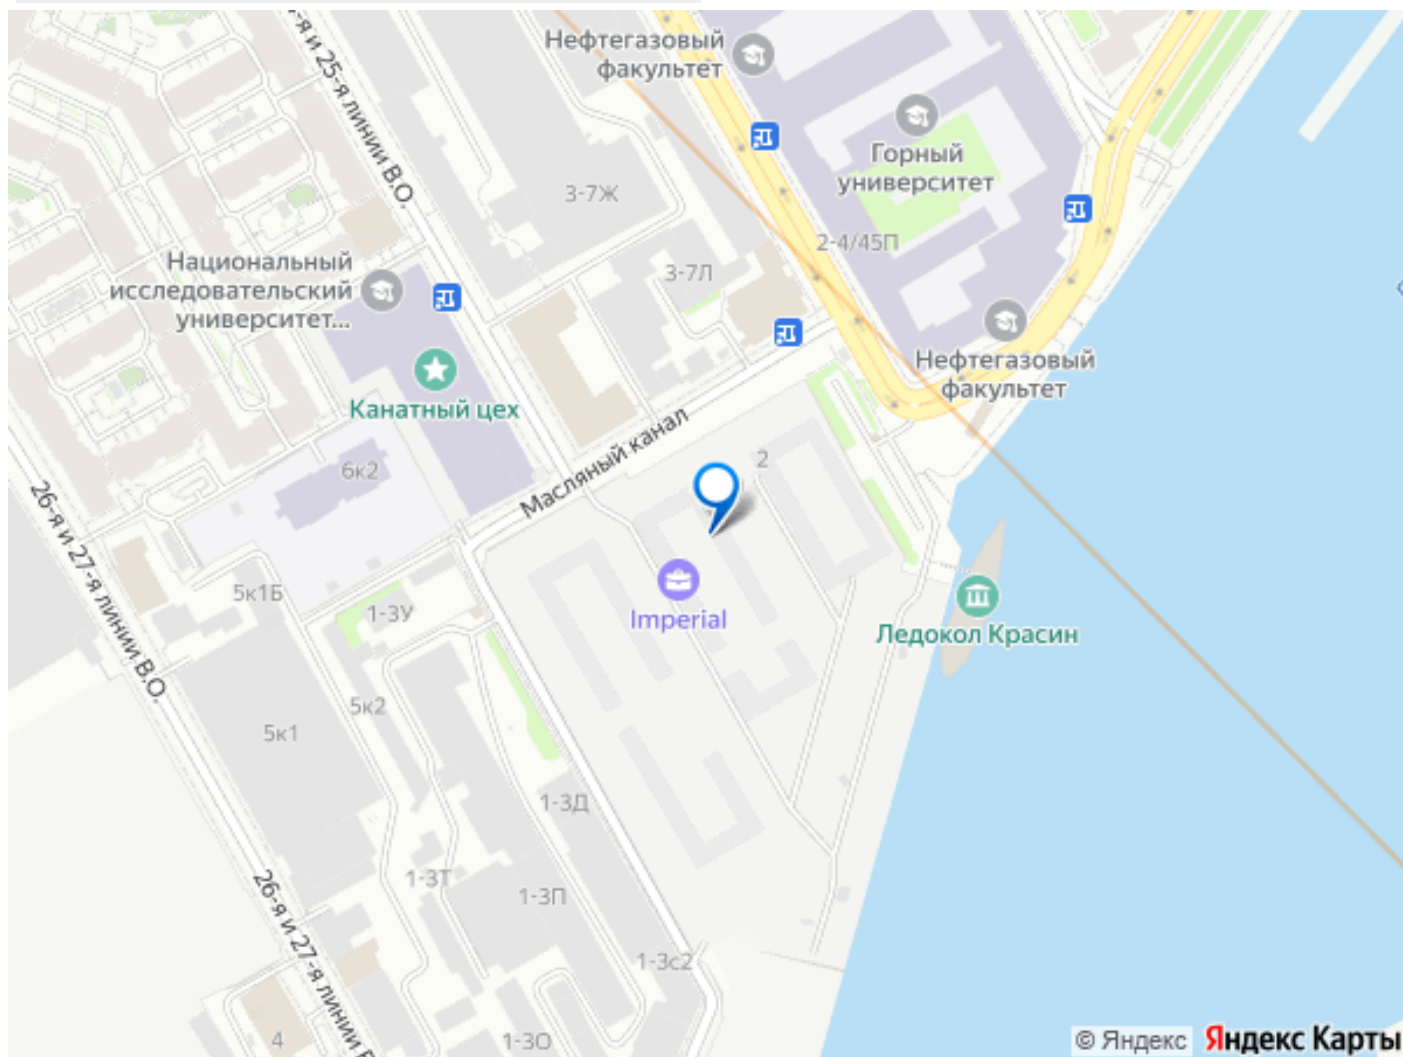 Нефтегазовый
факультет
-я и 25-я линии В.О.
Горный
университет
3-7Ж
2-4/45П
Национальный
исследовательский
университет...
3-7Л
Нефтегазовый
факультет
Канатный цех
Масляный канал
6к2
2
26-я и 27-я линии В.О.
5к1Б
1-3У
Imperial
Ледокол Красин
5к2
5к1
1-3Д
1-3Т
1-3П
26-я и 27-я линии В
1-3с2
4
1-3О
© Яндекс Яндекс Карты